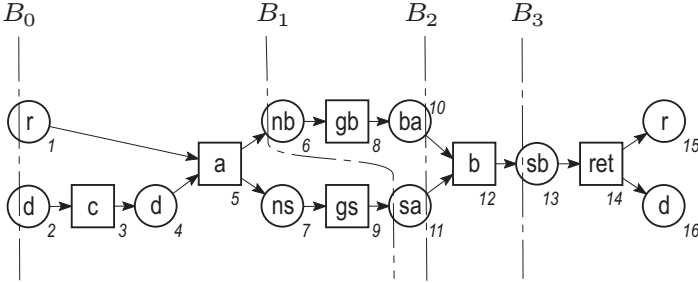 B₀ B₁ B₂ B₃
r nb gb ba 10 r
1 6 8 15
a b sb ret
5 12 13 14
d c d ns gs sa d
2 3 4 7 9 11 16